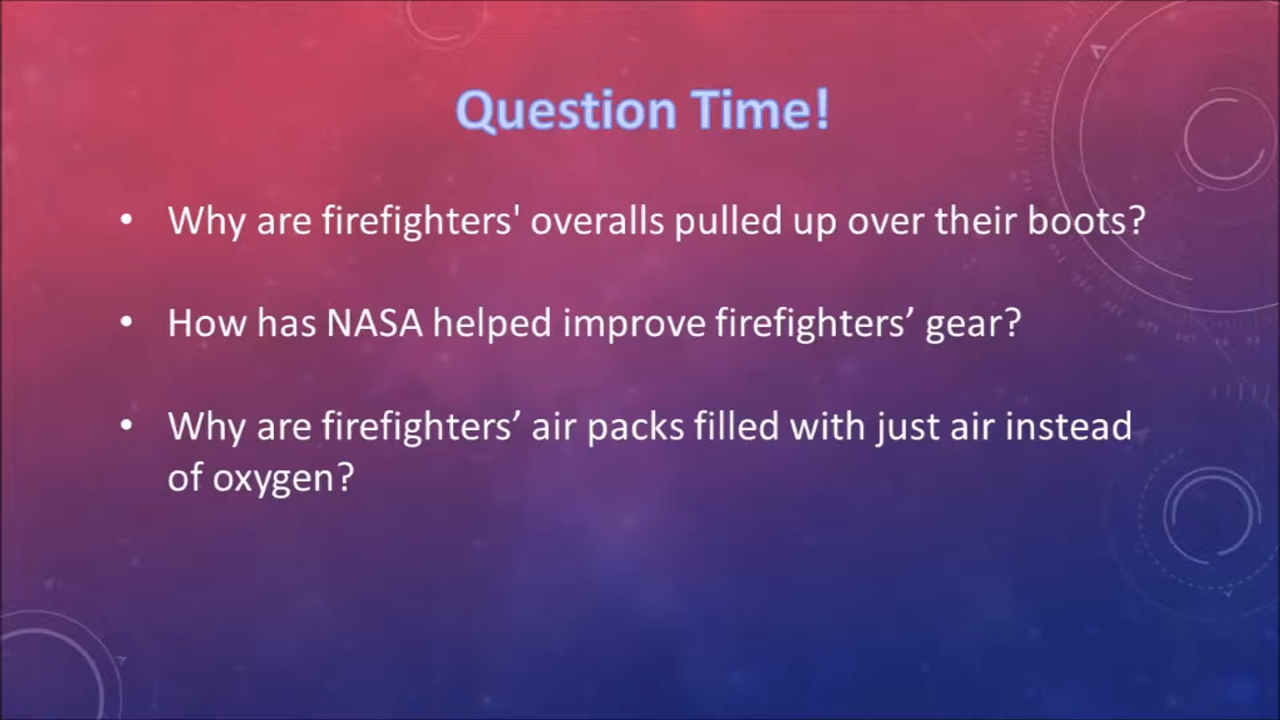 Question Time!
• Why are firefighters' overalls pulled up over their boots?
• How has NASA helped improve firefighters’ gear?
• Why are firefighters’ air packs filled with just air instead
of oxygen?